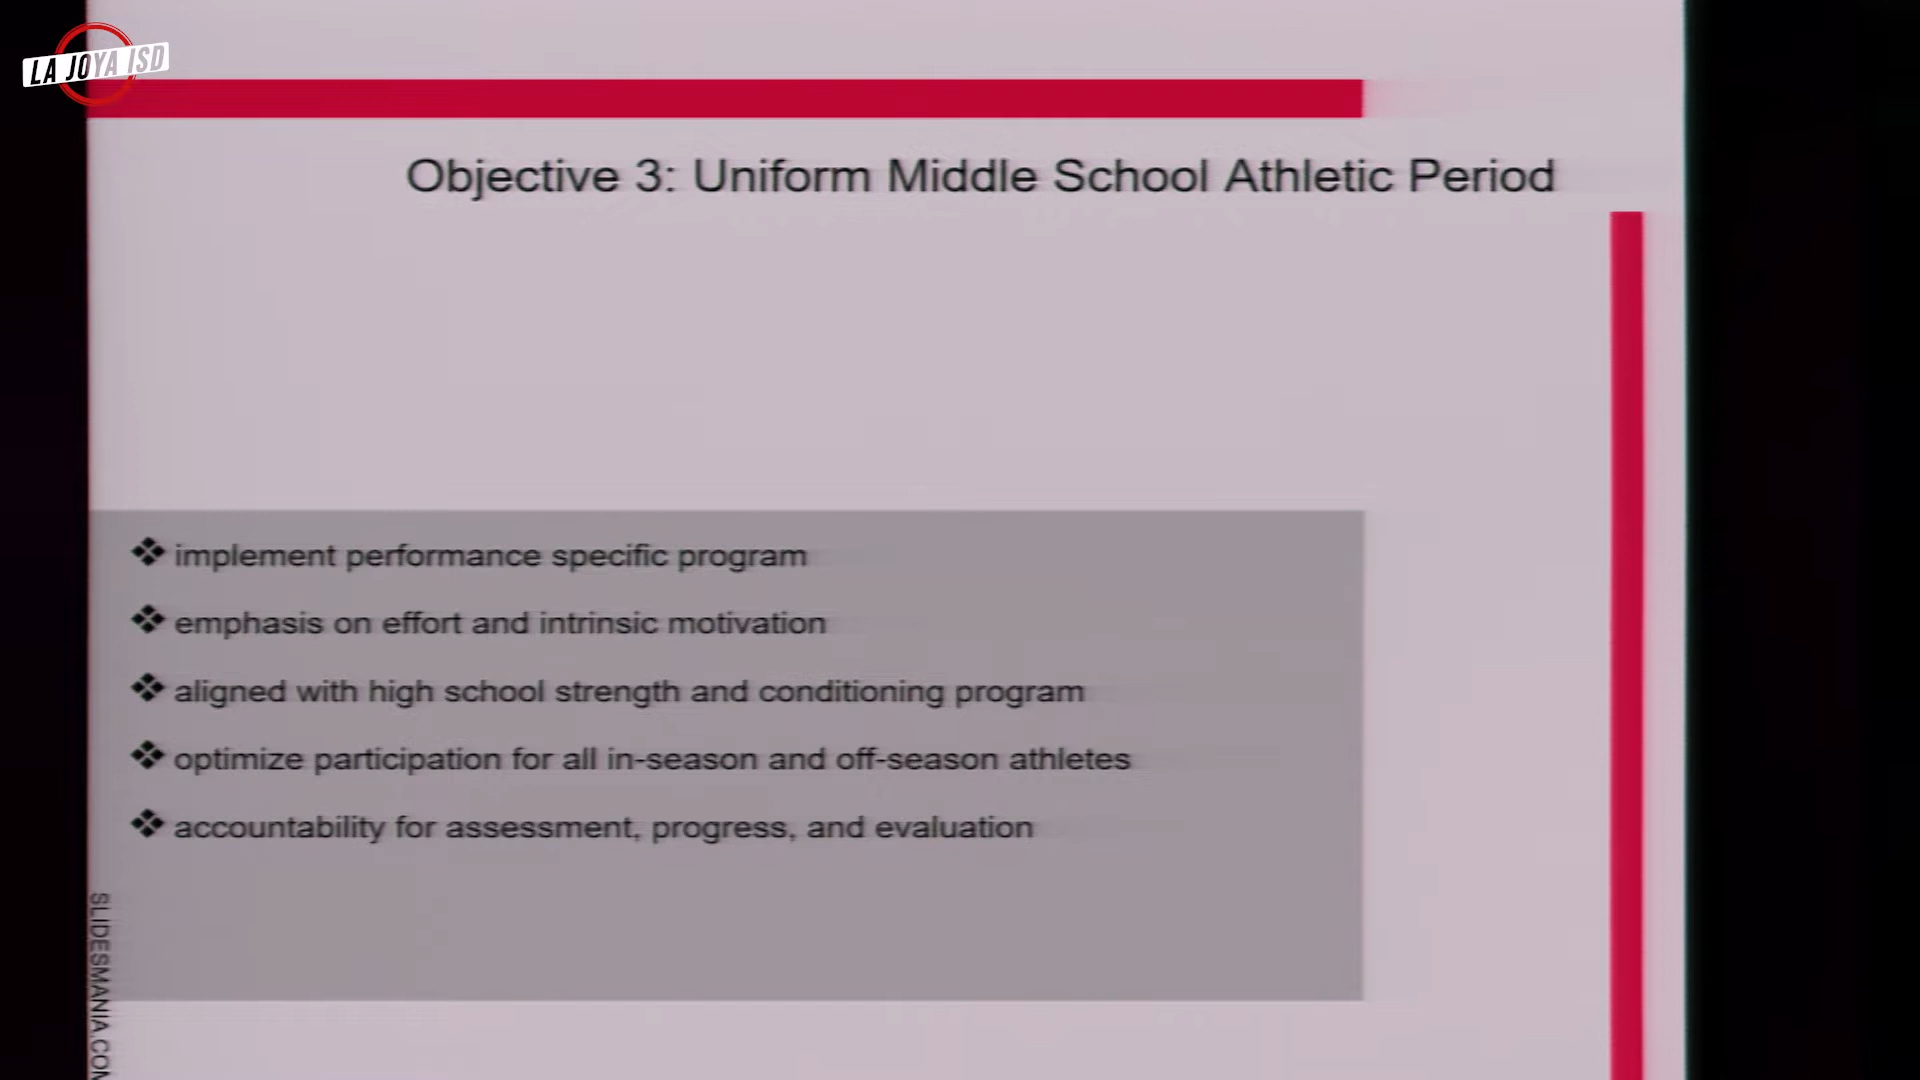 LA JOYA ISD
Objective 3: Uniform Middle School Athletic Period
❖ implement performance specific program
❖ emphasis on effort and intrinsic motivation
❖ aligned with high school strength and conditioning program
❖ optimize participation for all in-season and off-season athletes
❖ accountability for assessment, progress, and evaluation
SLIDESMANIA.COM